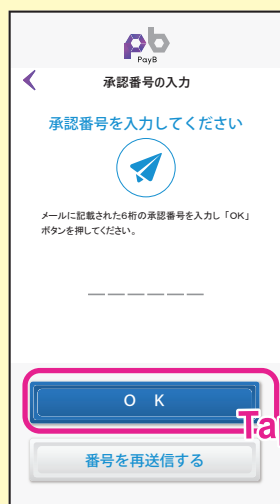 pb
PayB
承認番号の入力
承認番号を入力してください
メールに記載された6桁の承認番号を入力し「OK」
ボタンを押してください。
O K
Ta
番号を再送信する